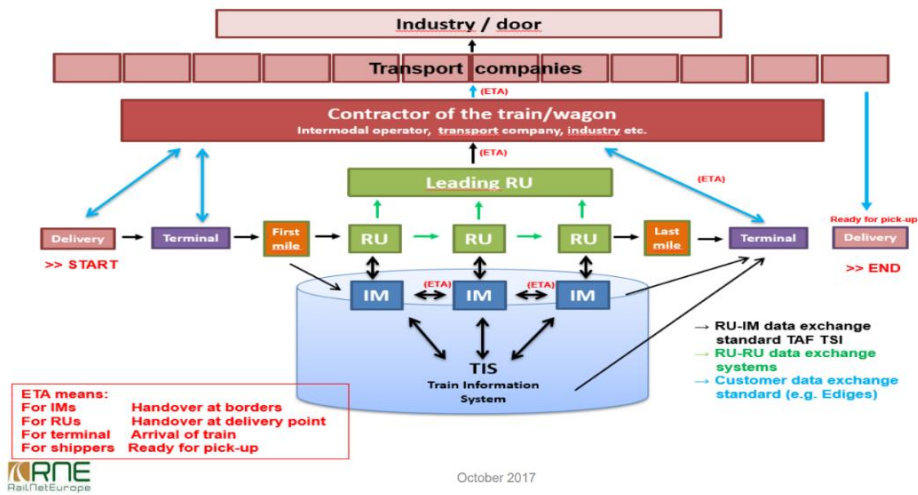 Industry / door
Transport companies
(ETA)
Contractor of the train/wagon
Intermodal operator, transport company, industry etc.
(ETA)
Leading RU
(ETA)
Ready for pick-up
Delivery
Terminal
First
mile
RU
RU
RU
Last
mile
Terminal
Delivery
>> START
>> END
IM
(ETA)
IM
(ETA)
IM
TIS
Train Information
System
→ RU-IM data exchange
standard TAF TSI
→ RU-RU data exchange
systems
→ Customer data exchange
standard (e.g. Ediges)
ETA means:
For IMs Handover at borders
For RUs Handover at delivery point
For terminal Arrival of train
For shippers Ready for pick-up
RNE
RailNetEurope
October 2017